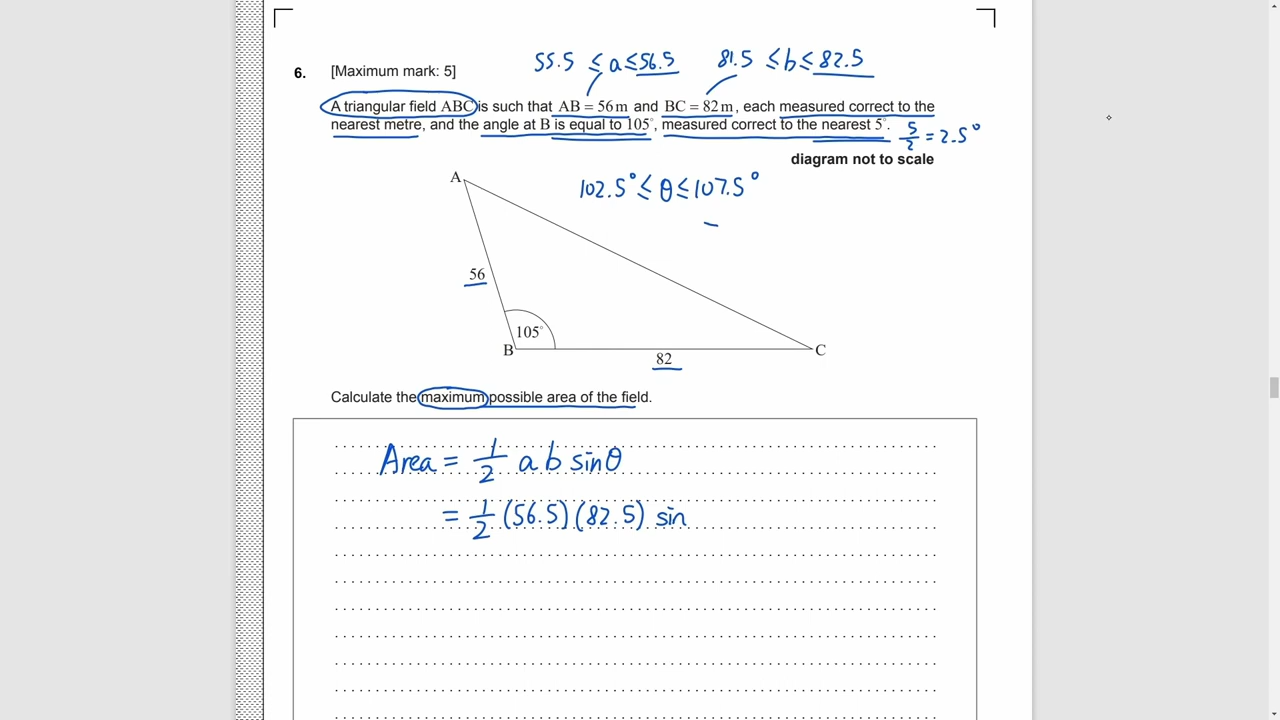 55.5 ≤ a ≤ 56.5 81.5 ≤ b ≤ 82.5
6. [Maximum mark: 5]
A triangular field ABC is such that AB = 56 m and BC = 82 m, each measured correct to the
nearest metre, and the angle at B is equal to 105°, measured correct to the nearest 5°. 5/2 = 2.5°
diagram not to scale
A
102.5° ≤ θ ≤ 107.5°
56
105°
B
C
82
Calculate the maximum possible area of the field.
Area = 1/2 a b sinθ
= 1/2 (56.5)(82.5) sin